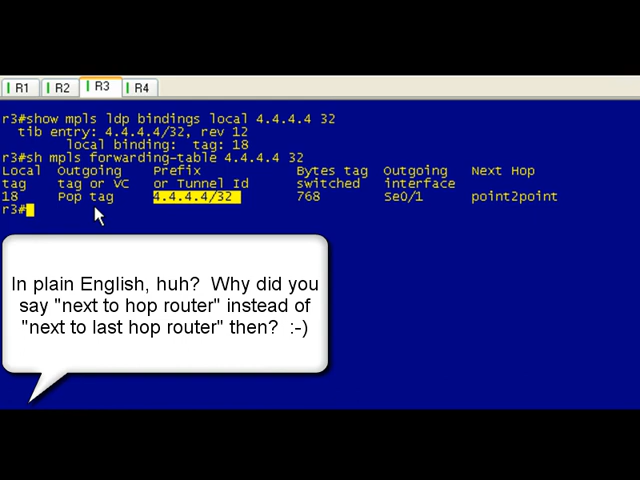 R1 R2 R3 R4
r3#show mpls ldp bindings local 4.4.4.4 32
tib entry: 4.4.4.4/32, rev 12
local binding: tag: 18
r3#sh mpls forwarding-table 4.4.4.4 32
Local Outgoing Prefix Bytes tag Outgoing Next Hop
tag tag or VC or Tunnel Id switched interface
18 Pop tag 4.4.4.4/32 768 Se0/1 point2point
r3#
In plain English, huh? Why did you
say "next to hop router" instead of
"next to last hop router" then? :-)